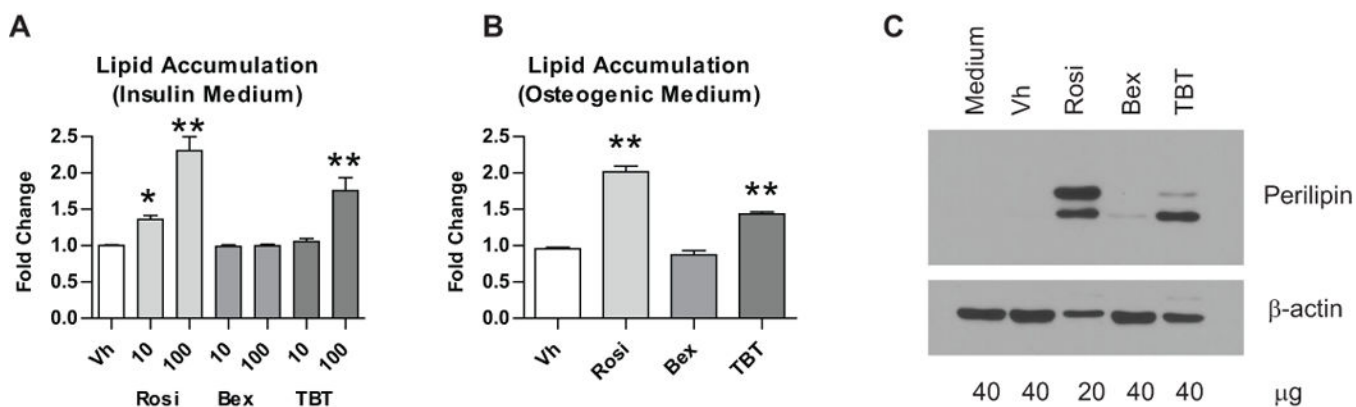 A
Lipid Accumulation
(Insulin Medium)
Fold Change
2.5
2.0
1.5
1.0
0.5
0.0
*
**
**
Vh
10
100
10
100
10
100
Rosi
Bex
TBT
B
Lipid Accumulation
(Osteogenic Medium)
Fold Change
2.5
2.0
1.5
1.0
0.5
0.0
**
**
Vh
Rosi
Bex
TBT
C
Medium
Vh
Rosi
Bex
TBT
Perilipin
β-actin
40 40 20 40 40 μg